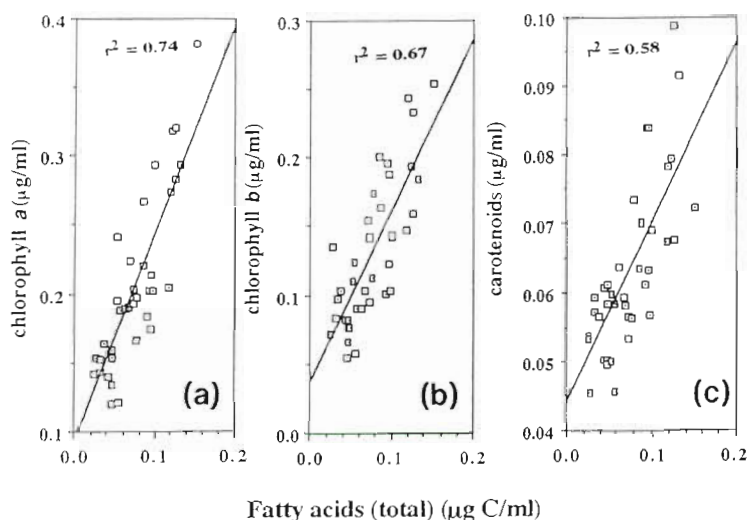 r² = 0.74
chlorophyll a (µg/ml)
0.4
0.3
0.2
0.1
0.0
0.1
0.2
(a)
r² = 0.67
chlorophyll b (µg/ml)
0.3
0.2
0.1
0.0
0.0
0.1
0.2
(b)
r² = 0.58
carotenoids (µg/ml)
0.10
0.09
0.08
0.07
0.06
0.05
0.04
0.0
0.1
0.2
(c)
Fatty acids (total) (µg C/ml)